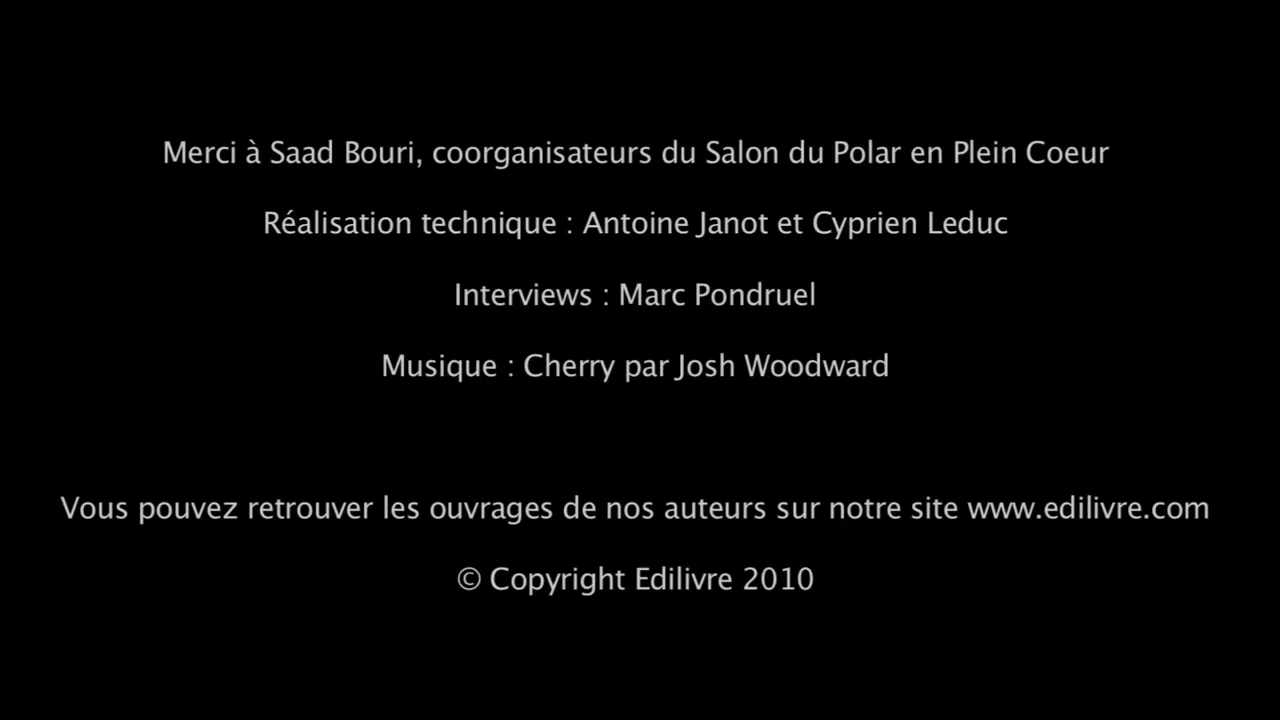 Merci à Saad Bouri, coorganisateurs du Salon du Polar en Plein Coeur
Réalisation technique : Antoine Janot et Cyprien Leduc
Interviews : Marc Pondruel
Musique : Cherry par Josh Woodward
Vous pouvez retrouver les ouvrages de nos auteurs sur notre site www.edilivre.com
© Copyright Edilivre 2010